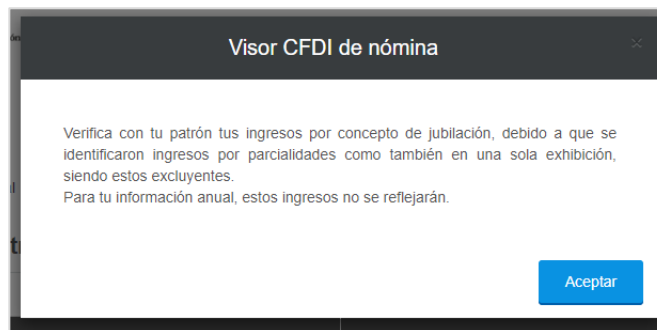 Visor CFDI de nómina
×
Verifica con tu patrón tus ingresos por concepto de jubilación, debido a que se
identificaron ingresos por parcialidades como también en una sola exhibición,
siendo estos excluyentes.
Para tu información anual, estos ingresos no se reflejarán.
Aceptar